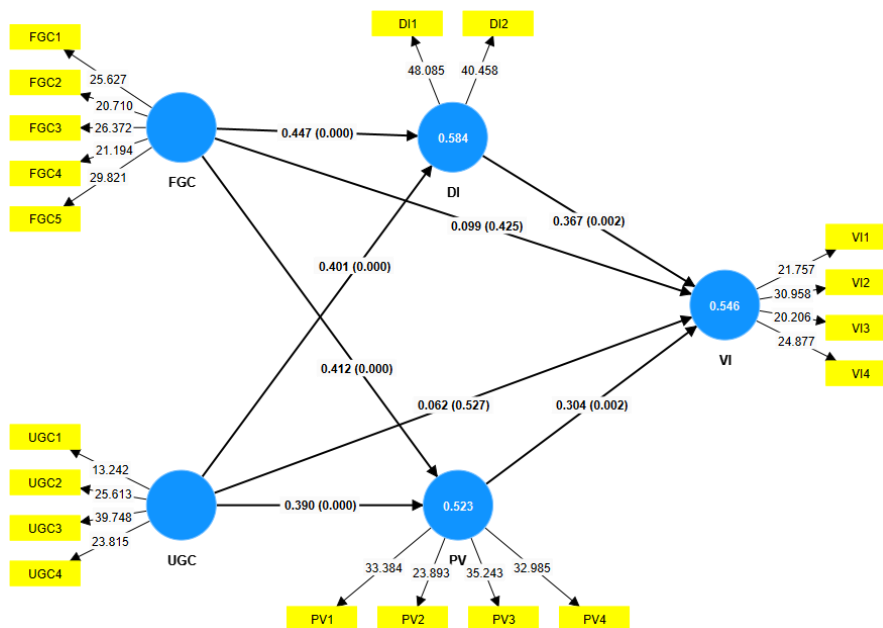 FGC1
FGC2
FGC3
FGC4
FGC5
25.627
20.710
26.372
21.194
29.821
FGC
DI1
DI2
48.085
40.458
0.584
DI
0.447 (0.000)
0.099 (0.425)
0.367 (0.002)
0.401 (0.000)
0.412 (0.000)
0.062 (0.527)
0.304 (0.002)
0.390 (0.000)
0.546
VI
21.757
30.958
20.206
24.877
VI1
VI2
VI3
VI4
UGC1
UGC2
UGC3
UGC4
13.242
25.613
39.748
23.815
UGC
0.523
PV
33.384
23.893
35.243
32.985
PV1
PV2
PV3
PV4